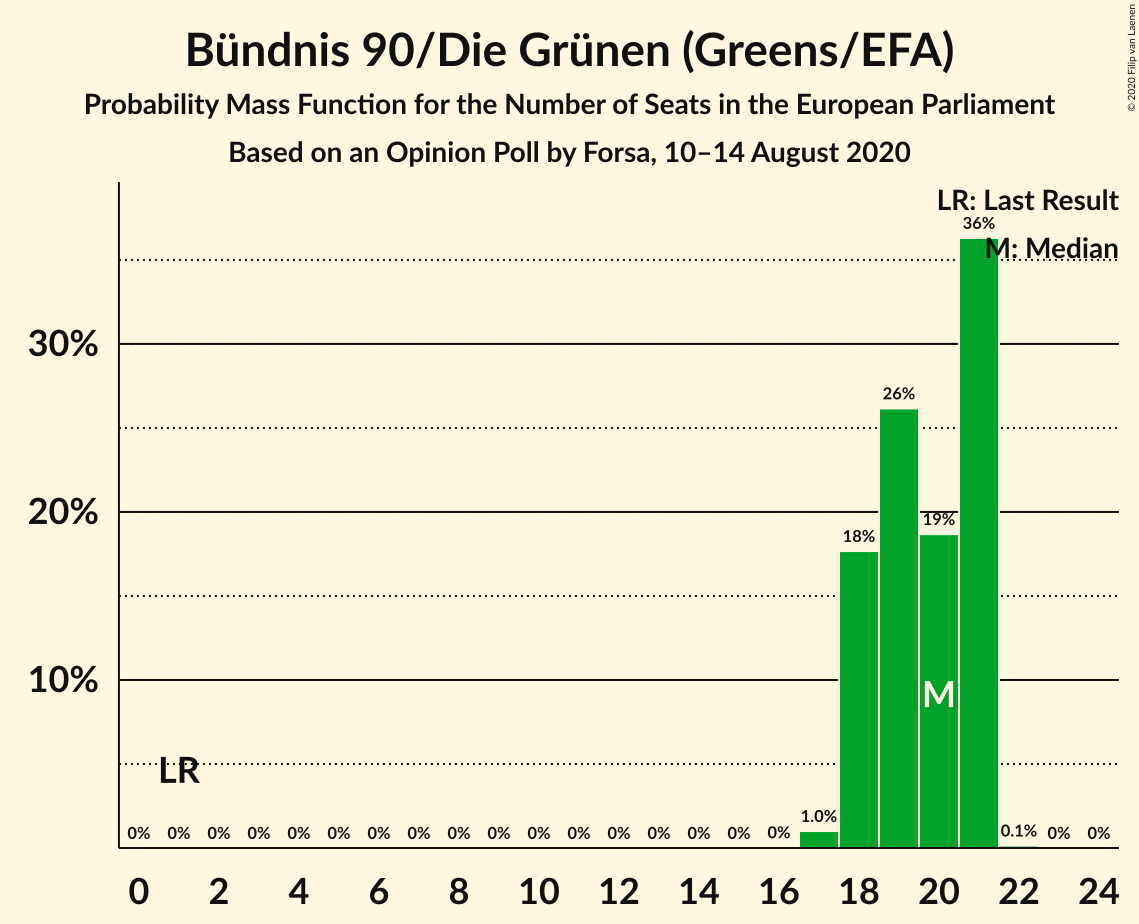 Bündnis 90/Die Grünen (Greens/EFA)
Probability Mass Function for the Number of Seats in the European Parliament
Based on an Opinion Poll by Forsa, 10–14 August 2020
© 2020 Filip van Laenen
LR: Last Result
M: Median
36%
30%
26%
20%
19%
18%
10%
M
LR
1.0%
0% 0% 0% 0% 0% 0% 0% 0% 0% 0% 0% 0% 0% 0% 0% 0% 0% 0.1% 0% 0%
0 2 4 6 8 10 12 14 16 18 20 22 24